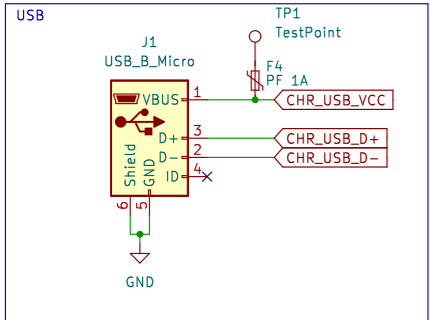 USB
TP1
TestPoint
J1
USB_B_Micro
F4
PF 1A
VBUS 1 CHR_USB_VCC
D+ 3 CHR_USB_D+
D- 2 CHR_USB_D-
ID 4
Shield
GND
6 5
GND